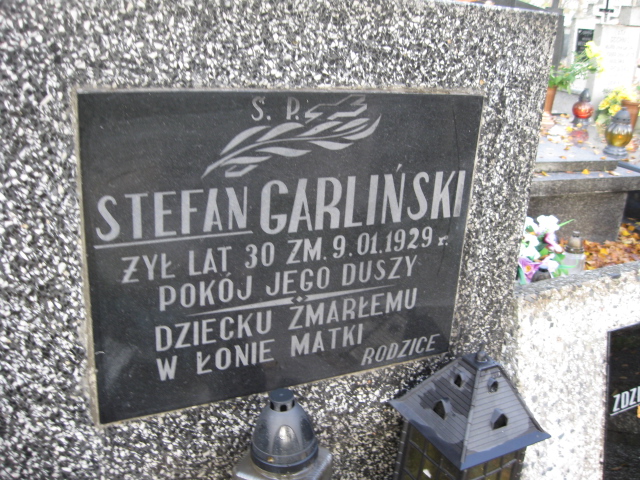 Ś. P.
STEFAN GARLIŃSKI
ŻYŁ LAT 30 ZM. 9.01.1929 r.
POKÓJ JEGO DUSZY
DZIECKU ZMARŁEMU
W ŁONIE MATKI
RODZICE